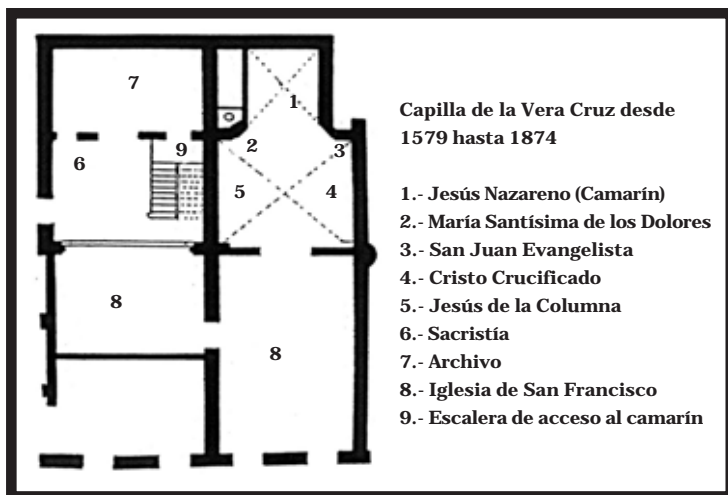 7
1
9
2
3
6
5
4
8
8
Capilla de la Vera Cruz desde
1579 hasta 1874
1.- Jesús Nazareno (Camarín)
2.- María Santísima de los Dolores
3.- San Juan Evangelista
4.- Cristo Crucificado
5.- Jesús de la Columna
6.- Sacristía
7.- Archivo
8.- Iglesia de San Francisco
9.- Escalera de acceso al camarín